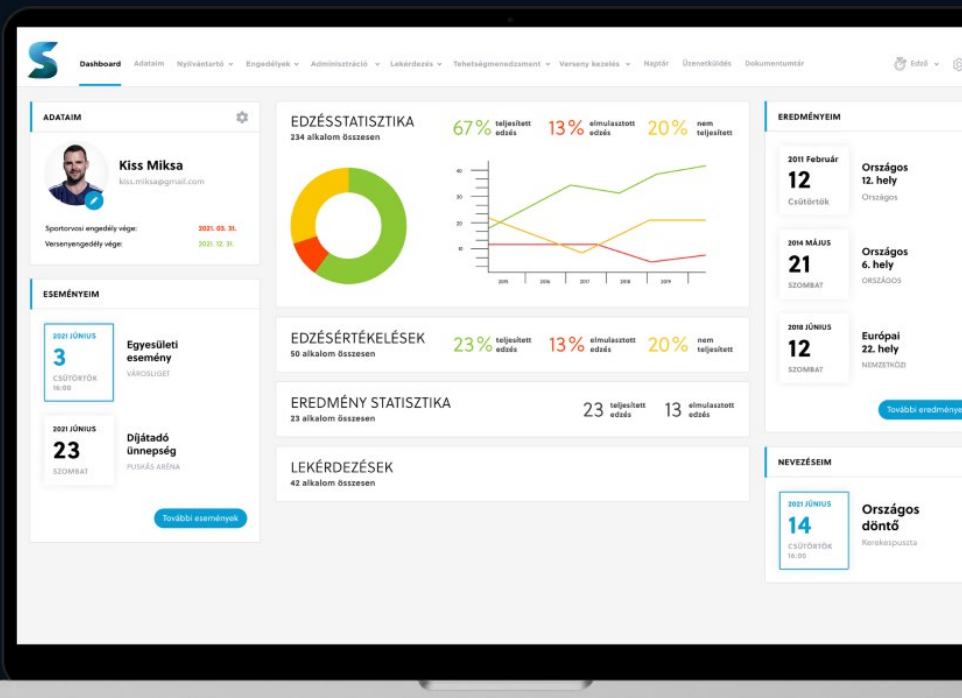 S
Dashboard Adataim Nyilvántartó Engedélyek Adminisztráció Lekérdezés Tehetségmenedzsment Verseny kezelés Naptár Üzenetküldés Dokumentumtár Edző
ADATAIM
Kiss Miksa
kiss.miksa@gmail.com
Sportorvosi engedély vége: 2021. 03. 31.
Versenyengedély vége: 2021. 12. 31.
ESEMÉNYEIM
2021 JÚNIUS
3
CSÜTÖRTÖK
16:00
Egyesületi
esemény
VÁROSLIGET
2021 JÚNIUS
23
SZOMBAT
Díjátadó
ünnepség
PUSKÁS ARÉNA
További események
EDZÉSSTATISZTIKA
234 alkalom összesen
67% teljesített edzés
13% elmulasztott edzés
20% nem teljesített
40
30
20
10
2015 2016 2017 2018 2019
EDZÉSÉRTÉKELÉSEK
50 alkalom összesen
23% teljesített edzés
13% elmulasztott edzés
20% nem teljesített
EREDMÉNY STATISZTIKA
23 alkalom összesen
23 teljesített edzés
13 elmulasztott edzés
LEKÉRDEZÉSEK
42 alkalom összesen
EREDMÉNYEIM
2011 Február
12
Csütörtök
Országos
12. hely
Országos
2014 MÁJUS
21
SZOMBAT
Országos
6. hely
ORSZÁGOS
2018 JÚNIUS
12
SZOMBAT
Európai
22. hely
NEMZETKÖZI
További eredménye
NEVEZÉSEIM
2021 JÚNIUS
14
CSÜTÖRTÖK
16:00
Országos
döntő
Kerekespuszta